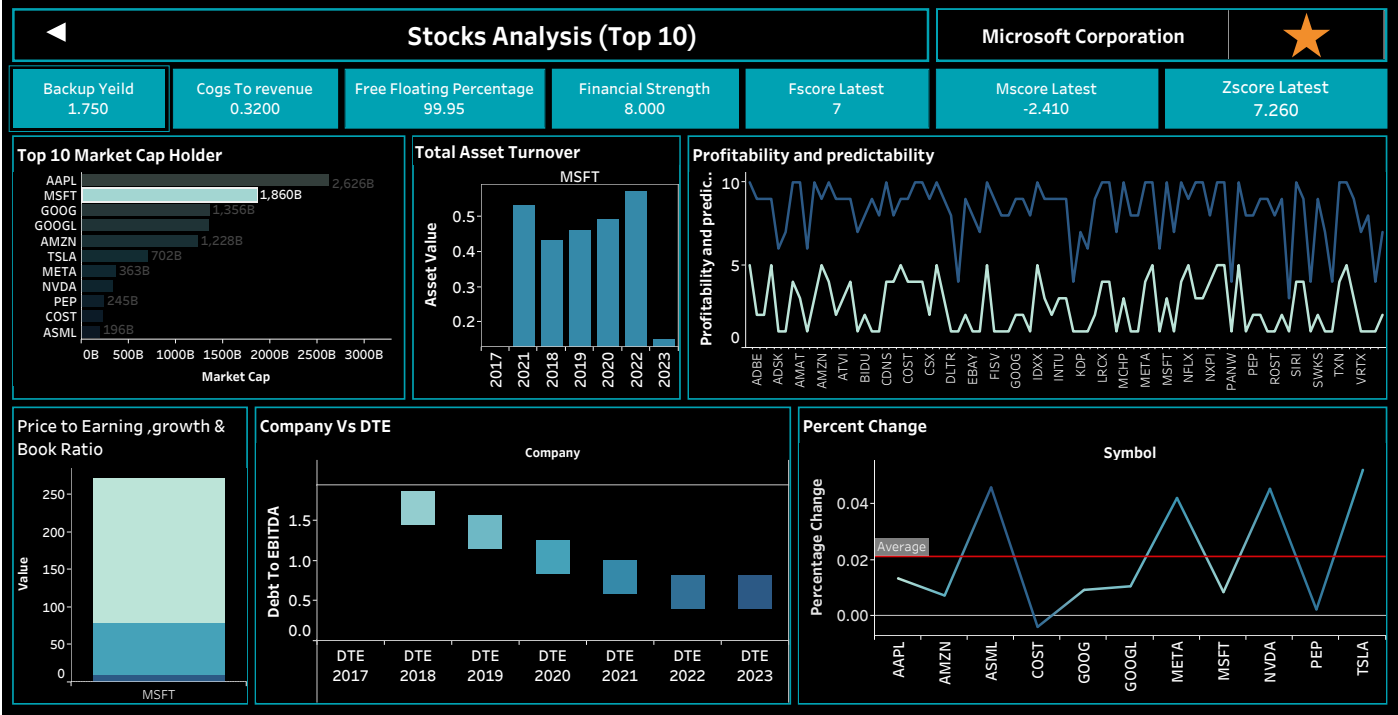 Stocks Analysis (Top 10)
Microsoft Corporation
Backup Yeild
1.750
Cogs To revenue
0.3200
Free Floating Percentage
99.95
Financial Strength
8.000
Fscore Latest
7
Mscore Latest
-2.410
Zscore Latest
7.260
Top 10 Market Cap Holder
AAPL 2,626B
MSFT 1,860B
GOOG 1,356B
GOOGL
AMZN 1,228B
TSLA 702B
META 363B
NVDA
PEP 245B
COST
ASML 196B
0B 500B 1000B 1500B 2000B 2500B 3000B
Market Cap
Total Asset Turnover
MSFT
Asset Value
0.5
0.4
0.3
0.2
2017 2021 2018 2019 2020 2022 2023
Profitability and predictability
Profitability and predic..
10
5
0
ADBE ADSK AMAT AMZN ATVI BIDU CDNS COST CSX DLTR EBAY FISV GOOG IDXX INTU KDP LRCX MCHP META MSFT NFLX NXPI PANW PEP ROST SIRI SWKS TXN VRTX
Price to Earning ,growth &
Book Ratio
Value
250
200
150
100
50
0
MSFT
Company Vs DTE
Company
Debt To EBITDA
1.5
1.0
0.5
0.0
DTE DTE DTE DTE DTE DTE DTE
2017 2018 2019 2020 2021 2022 2023
Percent Change
Symbol
Percentage Change
0.04
0.02
0.00
Average
AAPL AMZN ASML COST GOOG GOOGL META MSFT NVDA PEP TSLA